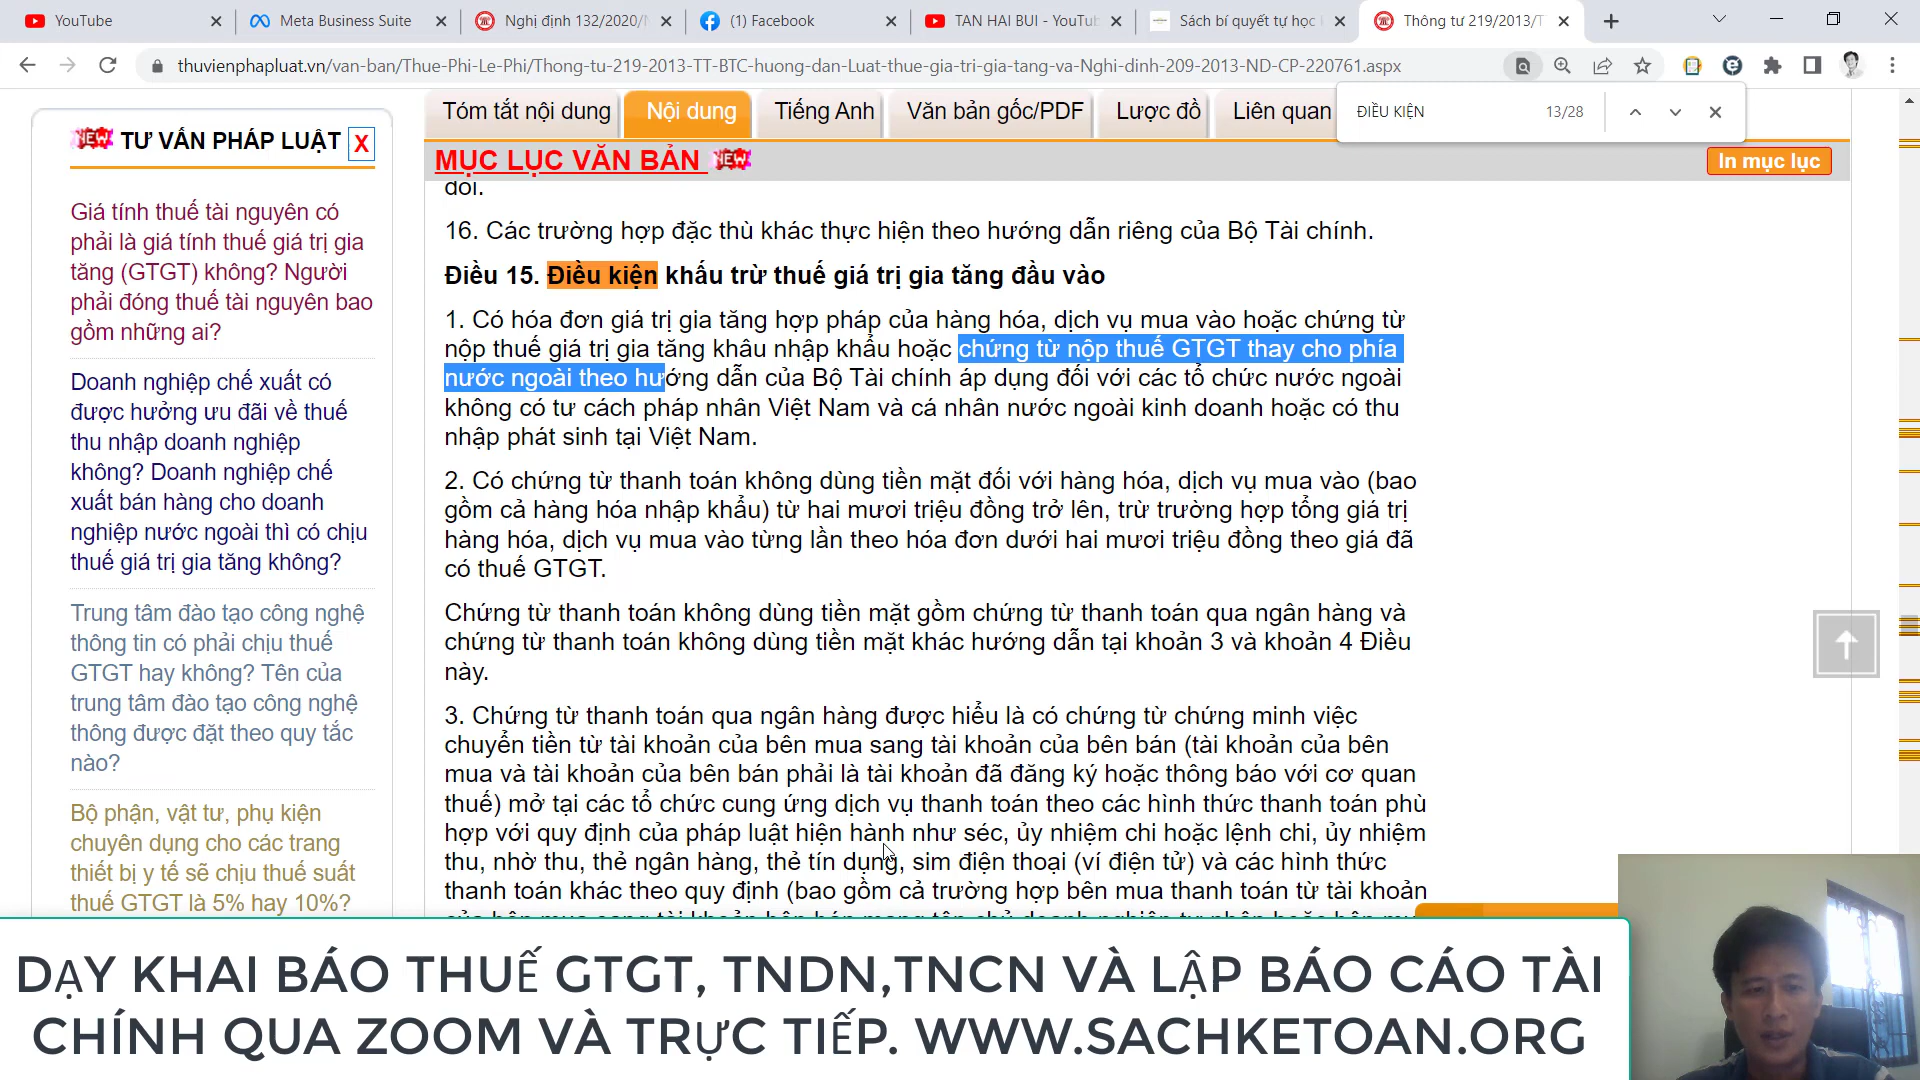 YouTube
Meta Business Suite
Nghị định 132/2020/N
(1) Facebook
TAN HAI BUI - YouTub
Sách bí quyết tự học
Thông tư 219/2013/T
thuvienphapluat.vn/van-ban/Thue-Phi-Le-Phi/Thong-tu-219-2013-TT-BTC-huong-dan-Luat-thue-gia-tri-gia-tang-va-Nghi-dinh-209-2013-ND-CP-220761.aspx
ĐIỀU KIỆN 13/28
Tóm tắt nội dung
Nội dung
Tiếng Anh
Văn bản gốc/PDF
Lược đồ
Liên quan
MỤC LỤC VĂN BẢN NEW
In mục lục
NEW TƯ VẤN PHÁP LUẬT X
Giá tính thuế tài nguyên có
phải là giá tính thuế giá trị gia
tăng (GTGT) không? Người
phải đóng thuế tài nguyên bao
gồm những ai?
Doanh nghiệp chế xuất có
được hưởng ưu đãi về thuế
thu nhập doanh nghiệp
không? Doanh nghiệp chế
xuất bán hàng cho doanh
nghiệp nước ngoài thì có chịu
thuế giá trị gia tăng không?
Trung tâm đào tạo công nghệ
thông tin có phải chịu thuế
GTGT hay không? Tên của
trung tâm đào tạo công nghệ
thông được đặt theo quy tắc
nào?
Bộ phận, vật tư, phụ kiện
chuyên dụng cho các trang
thiết bị y tế sẽ chịu thuế suất
thuế GTGT là 5% hay 10%?
16. Các trường hợp đặc thù khác thực hiện theo hướng dẫn riêng của Bộ Tài chính.
Điều 15. Điều kiện khấu trừ thuế giá trị gia tăng đầu vào
1. Có hóa đơn giá trị gia tăng hợp pháp của hàng hóa, dịch vụ mua vào hoặc chứng từ
nộp thuế giá trị gia tăng khâu nhập khẩu hoặc chứng từ nộp thuế GTGT thay cho phía
nước ngoài theo hướng dẫn của Bộ Tài chính áp dụng đối với các tổ chức nước ngoài
không có tư cách pháp nhân Việt Nam và cá nhân nước ngoài kinh doanh hoặc có thu
nhập phát sinh tại Việt Nam.
2. Có chứng từ thanh toán không dùng tiền mặt đối với hàng hóa, dịch vụ mua vào (bao
gồm cả hàng hóa nhập khẩu) từ hai mươi triệu đồng trở lên, trừ trường hợp tổng giá trị
hàng hóa, dịch vụ mua vào từng lần theo hóa đơn dưới hai mươi triệu đồng theo giá đã
có thuế GTGT.
Chứng từ thanh toán không dùng tiền mặt gồm chứng từ thanh toán qua ngân hàng và
chứng từ thanh toán không dùng tiền mặt khác hướng dẫn tại khoản 3 và khoản 4 Điều
này.
3. Chứng từ thanh toán qua ngân hàng được hiểu là có chứng từ chứng minh việc
chuyển tiền từ tài khoản của bên mua sang tài khoản của bên bán (tài khoản của bên
mua và tài khoản của bên bán phải là tài khoản đã đăng ký hoặc thông báo với cơ quan
thuế) mở tại các tổ chức cung ứng dịch vụ thanh toán theo các hình thức thanh toán phù
hợp với quy định của pháp luật hiện hành như séc, ủy nhiệm chi hoặc lệnh chi, ủy nhiệm
thu, nhờ thu, thẻ ngân hàng, thẻ tín dụng, sim điện thoại (ví điện tử) và các hình thức
thanh toán khác theo quy định (bao gồm cả trường hợp bên mua thanh toán từ tài khoản
DẠY KHAI BÁO THUẾ GTGT, TNDN,TNCN VÀ LẬP BÁO CÁO TÀI
CHÍNH QUA ZOOM VÀ TRỰC TIẾP. WWW.SACHKETOAN.ORG